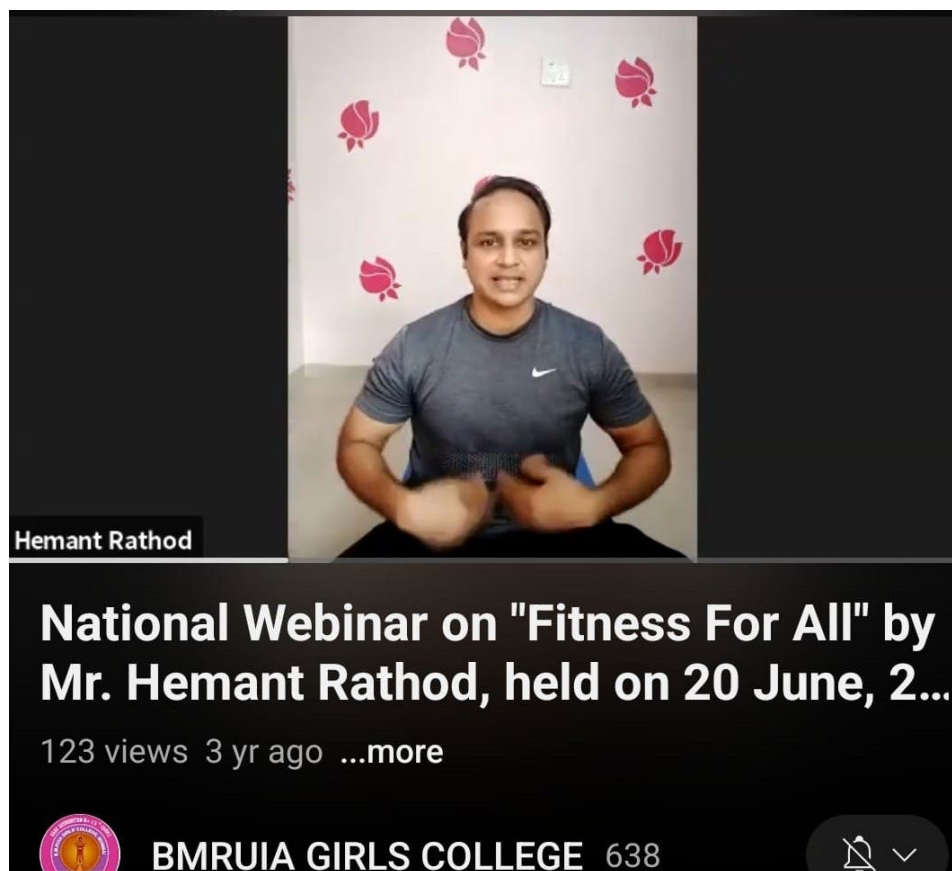 Hemant Rathod
National Webinar on "Fitness For All" by
Mr. Hemant Rathod, held on 20 June, 2...
123 views 3 yr ago ...more
BMRUIA GIRLS COLLEGE 638